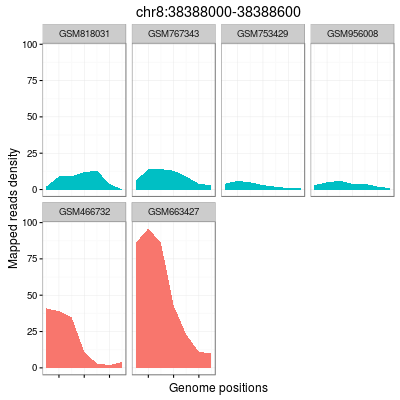 chr8:38388000-38388600
GSM818031 GSM767343 GSM753429 GSM956008
100
75
50
25
0
GSM466732 GSM663427
100
75
50
25
0
Mapped reads density
Genome positions